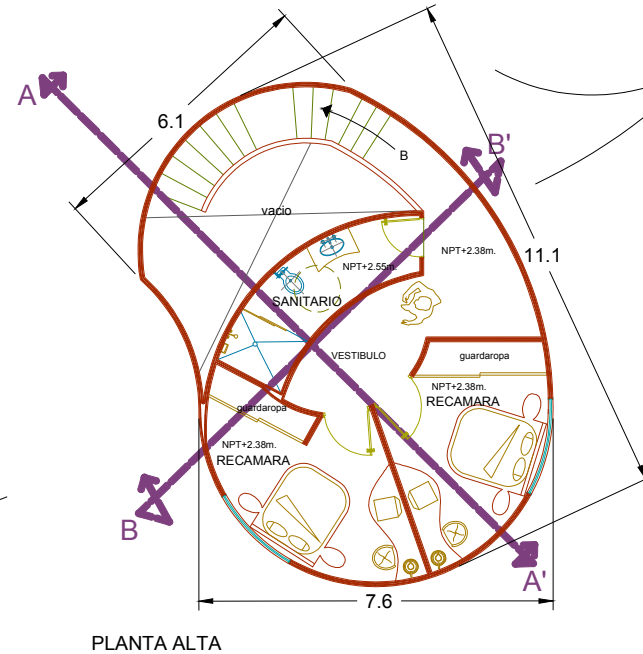 A
6.1
B
B'
vacio
NPT+2.55m.
NPT+2.38m.
11.1
SANITARIO
VESTIBULO
guardaropa
NPT+2.38m.
RECAMARA
guardaropa
NPT+2.38m.
RECAMARA
B
A'
7.6
PLANTA ALTA